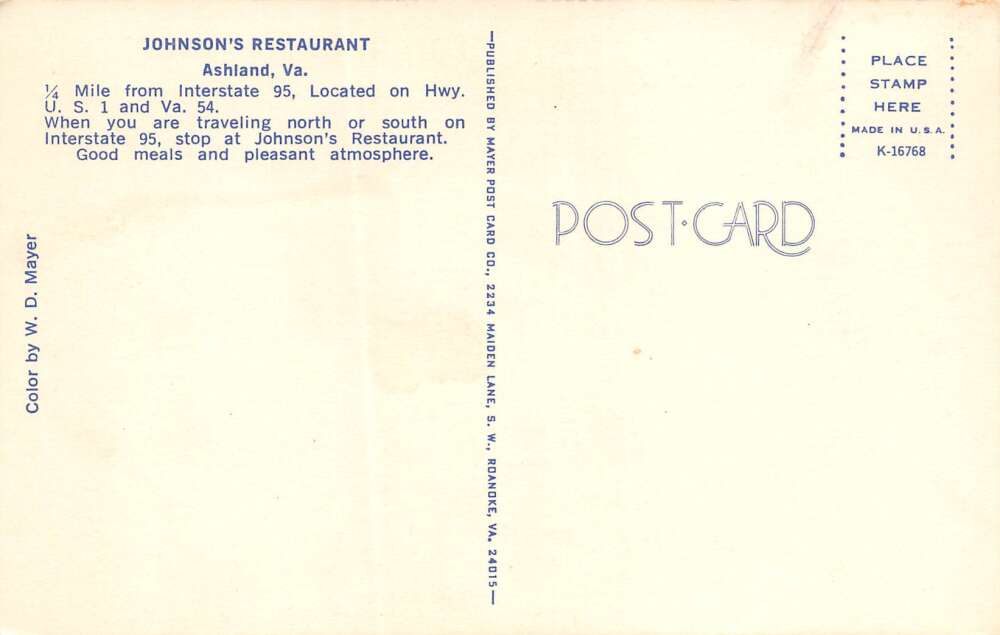 JOHNSON'S RESTAURANT
Ashland, Va.
¼ Mile from Interstate 95, Located on Hwy.
U. S. 1 and Va. 54.
When you are traveling north or south on
Interstate 95, stop at Johnson's Restaurant.
Good meals and pleasant atmosphere.
Color by W. D. Mayer
—PUBLISHED BY MAYER POST CARD CO., 2234 MAIDEN LANE, S. W., ROANOKE, VA. 24015—
POST·CARD
PLACE
STAMP
HERE
MADE IN U.S.A.
K-16768